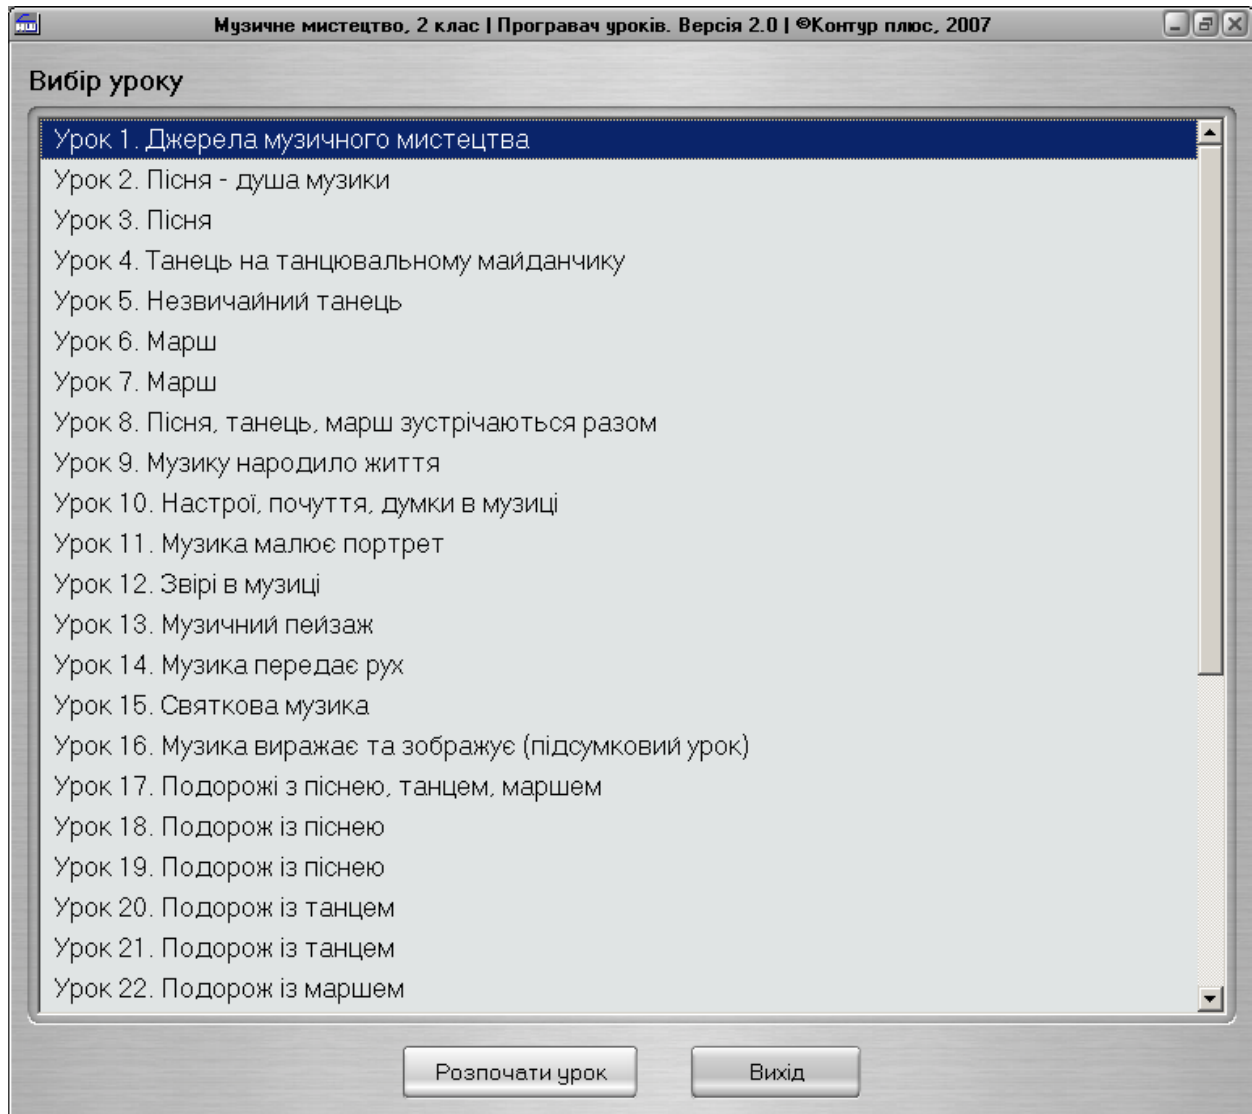 Музичне мистецтво, 2 клас | Програвач уроків. Версія 2.0 | ©Контур плюс, 2007
Вибір уроку
Урок 1. Джерела музичного мистецтва
Урок 2. Пісня - душа музики
Урок 3. Пісня
Урок 4. Танець на танцювальному майданчику
Урок 5. Незвичайний танець
Урок 6. Марш
Урок 7. Марш
Урок 8. Пісня, танець, марш зустрічаються разом
Урок 9. Музику народило життя
Урок 10. Настрої, почуття, думки в музиці
Урок 11. Музика малює портрет
Урок 12. Звірі в музиці
Урок 13. Музичний пейзаж
Урок 14. Музика передає рух
Урок 15. Святкова музика
Урок 16. Музика виражає та зображує (підсумковий урок)
Урок 17. Подорожі з піснею, танцем, маршем
Урок 18. Подорож із піснею
Урок 19. Подорож із піснею
Урок 20. Подорож із танцем
Урок 21. Подорож із танцем
Урок 22. Подорож із маршем
Розпочати урок
Вихід